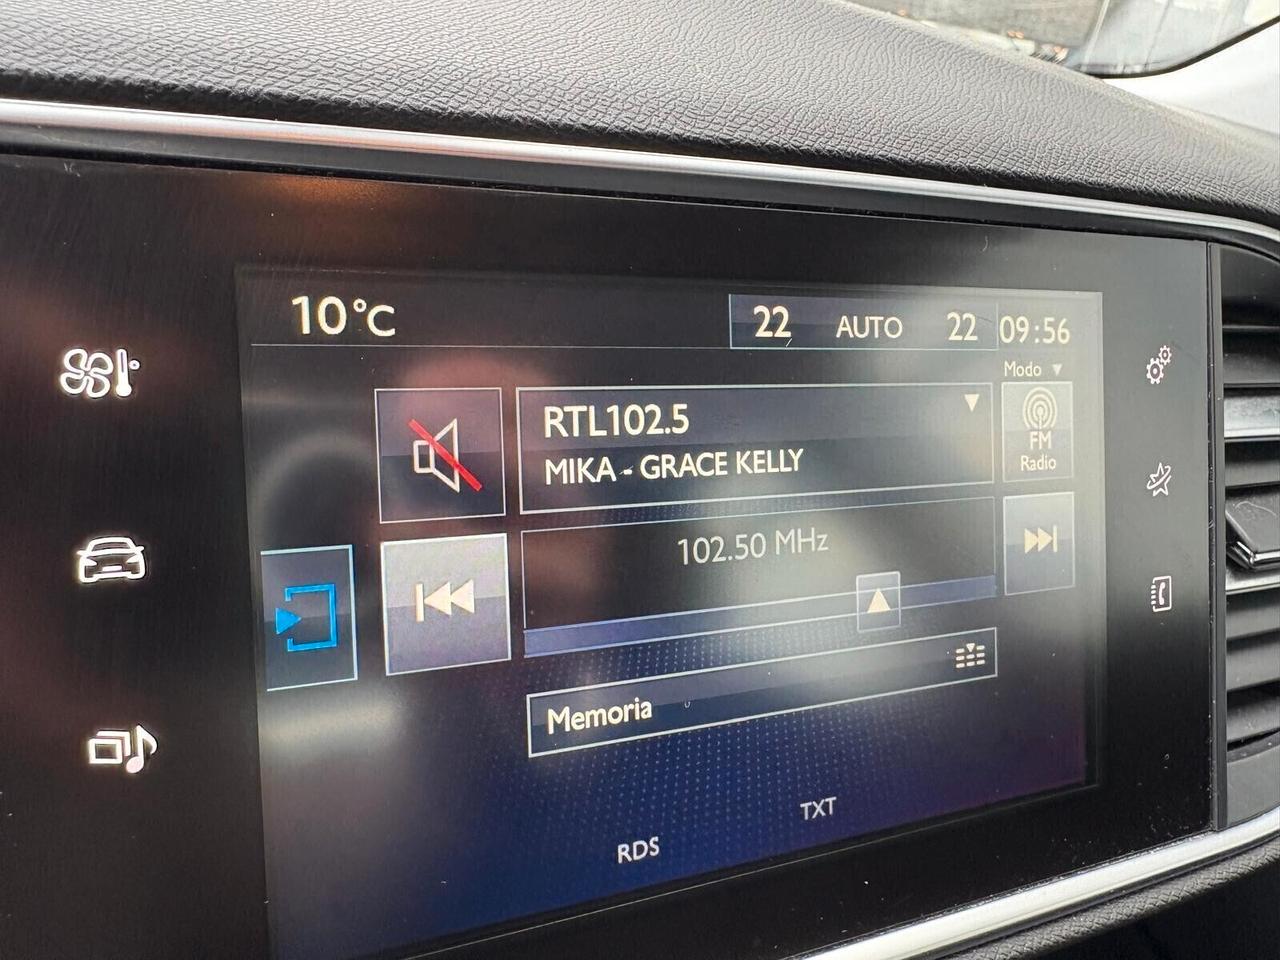 10°C
22 AUTO 22 09:56
Modo
RTL102.5
MIKA - GRACE KELLY
FM
Radio
102.50 MHz
Memoria
TXT
RDS